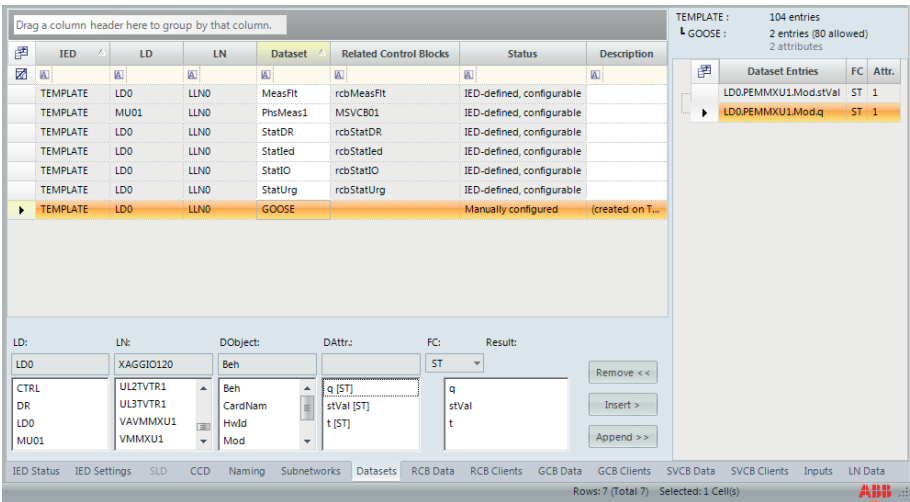 Drag a column header here to group by that column.
IED LD LN Dataset Related Control Blocks Status Description
TEMPLATE LD0 LLN0 MeasFlt rcbMeasFlt IED-defined, configurable
TEMPLATE MU01 LLN0 PhsMeas1 MSVCB01 IED-defined, configurable
TEMPLATE LD0 LLN0 StatDR rcbStatDR IED-defined, configurable
TEMPLATE LD0 LLN0 StatIed rcbStatIed IED-defined, configurable
TEMPLATE LD0 LLN0 StatIO rcbStatIO IED-defined, configurable
TEMPLATE LD0 LLN0 StatUrg rcbStatUrg IED-defined, configurable
TEMPLATE LD0 LLN0 GOOSE Manually configured (created on T...
TEMPLATE : 104 entries
GOOSE : 2 entries (80 allowed)
2 attributes
Dataset Entries FC Attr.
LD0.PEMMXU1.Mod.stVal ST 1
LD0.PEMMXU1.Mod.q ST 1
LD: LN: DObject: DAttr.: FC: Result:
LD0 XAGGIO120 Beh ST
CTRL UL2TVTR1 Beh q [ST] q
DR UL3TVTR1 CardNam stVal [ST] stVal
LD0 VAVMMXU1 HwId t [ST] t
MU01 VMMXU1 Mod
Remove <<
Insert >
Append >>
IED Status IED Settings SLD CCD Naming Subnetworks Datasets RCB Data RCB Clients GCB Data GCB Clients SVCB Data SVCB Clients Inputs LN Data
Rows: 7 (Total 7) Selected: 1 Cell(s) ABB